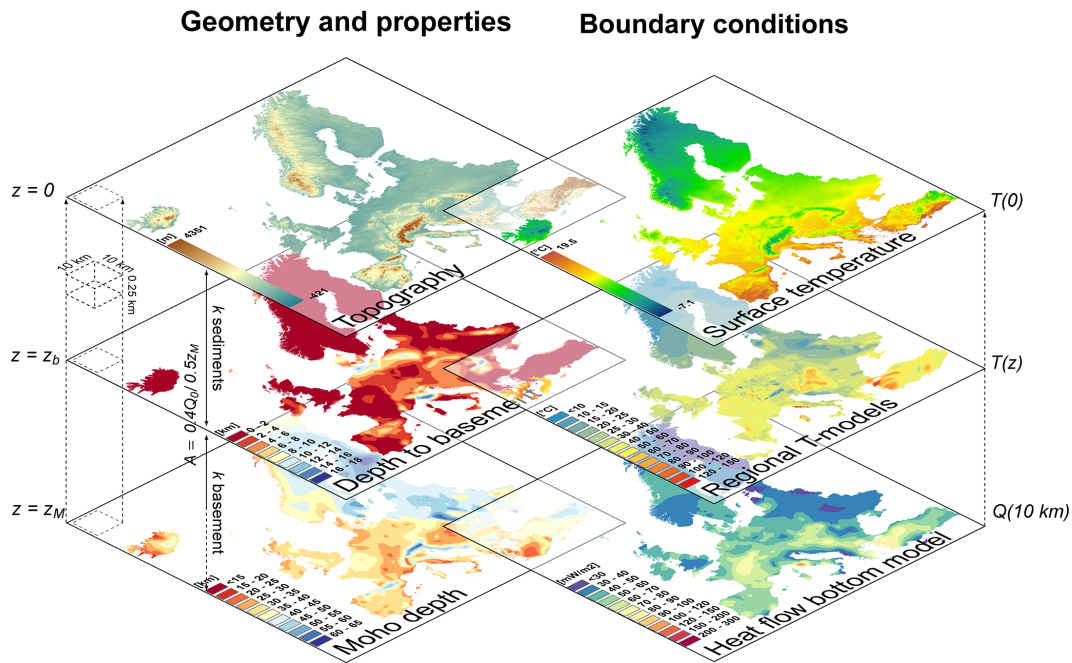 Geometry and properties
Boundary conditions
z = 0
T(0)
[m]
4351
-421
Topography
[°C]
19.5
-7.1
Surface temperature
10 km
10 km
0.25 km
k sediments
A = 0.4Q0/ 0.5zM
k basement
z = zb
T(z)
[km]
0 - 2
2 - 4
4 - 6
6 - 8
8 - 10
10 - 12
12 - 14
14 - 16
16 - 18
Depth to basement
[°C]
<10
10 - 15
15 - 20
20 - 25
25 - 30
30 - 40
40 - 50
50 - 60
60 - 70
70 - 80
80 - 90
90 - 100
100 - 120
120 - 150
Regional T-models
z = zM
Q(10 km)
[km]
<15
15 - 20
20 - 25
25 - 30
30 - 35
35 - 40
40 - 45
45 - 50
50 - 55
55 - 60
60 - 65
Moho depth
[mW/m2]
<30
30 - 40
40 - 50
50 - 60
60 - 70
70 - 80
80 - 90
90 - 100
100 - 120
120 - 150
150 - 200
200 - 300
Heat flow bottom model